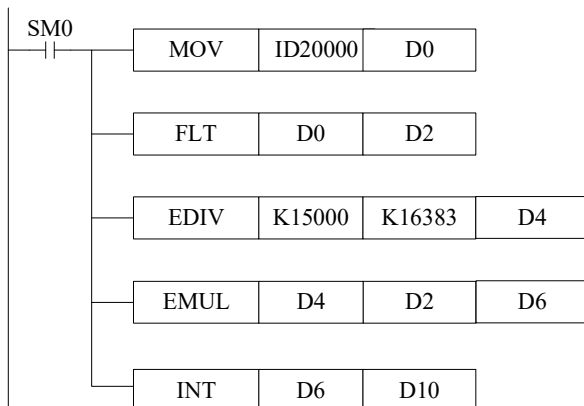 SM0
MOV ID20000 D0
FLT D0 D2
EDIV K15000 K16383 D4
EMUL D4 D2 D6
INT D6 D10